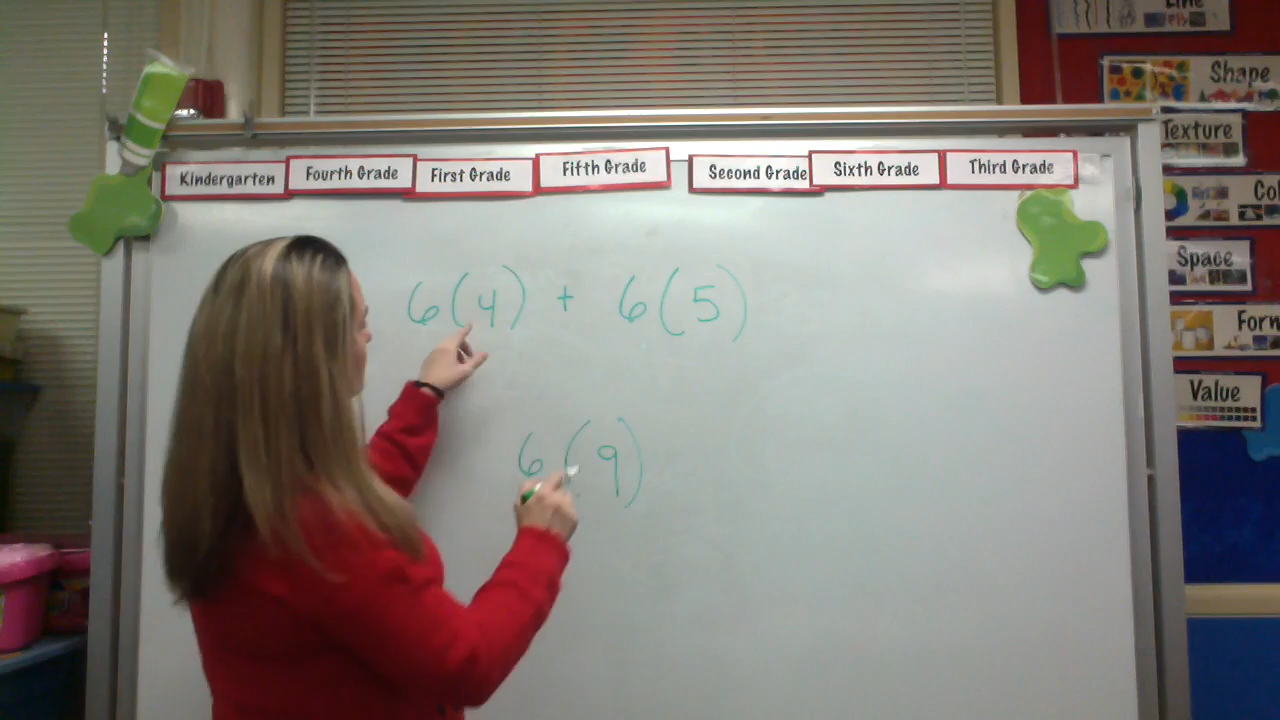 Line
Shape
Texture
Kindergarten Fourth Grade First Grade Fifth Grade Second Grade Sixth Grade Third Grade
Space
Value
6(4) + 6(5)
6(9)